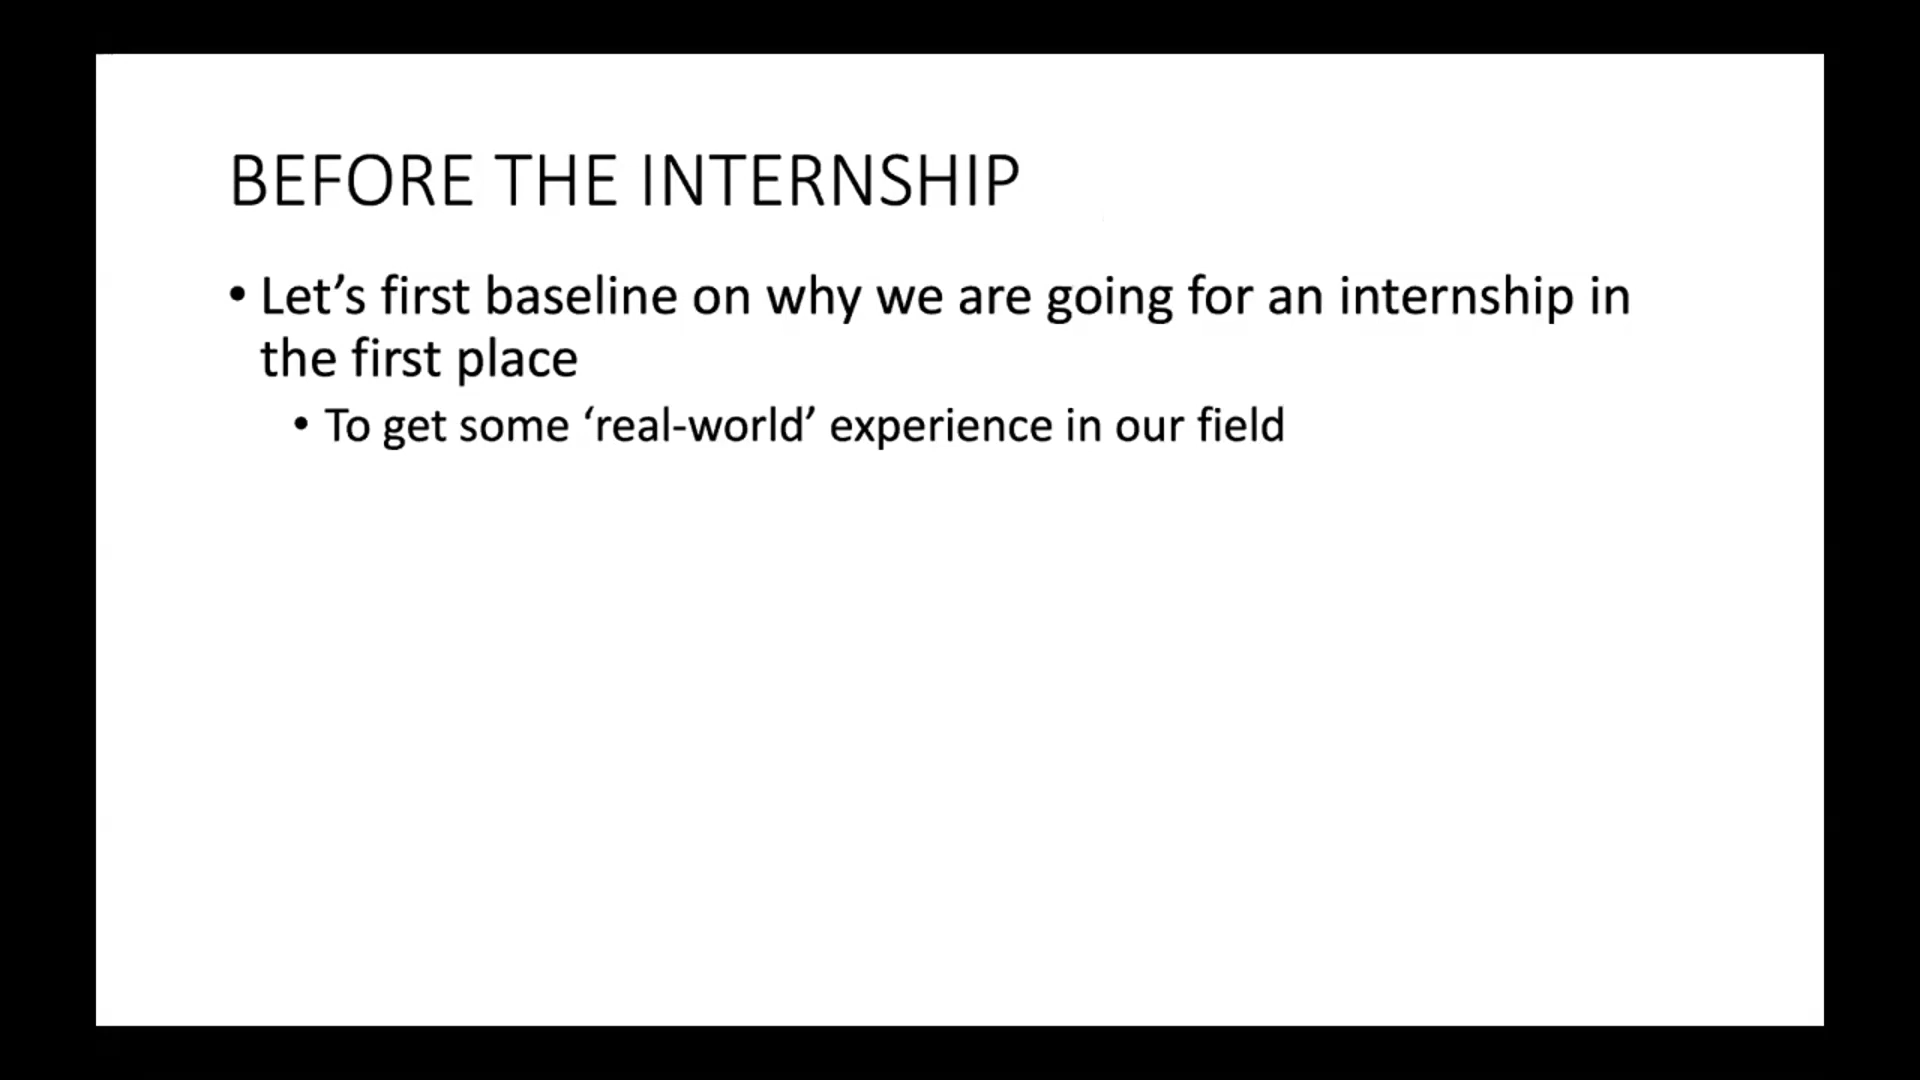 BEFORE THE INTERNSHIP
• Let’s first baseline on why we are going for an internship in
the first place
• To get some ‘real-world’ experience in our field